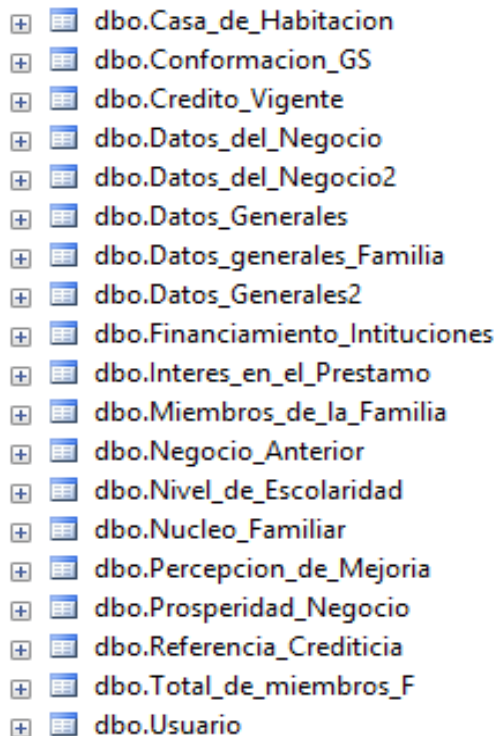 dbo.Casa_de_Habitacion
dbo.Conformacion_GS
dbo.Credito_Vigente
dbo.Datos_del_Negocio
dbo.Datos_del_Negocio2
dbo.Datos_Generales
dbo.Datos_generales_Familia
dbo.Datos_Generales2
dbo.Financiamiento_Intituciones
dbo.Interes_en_el_Prestamo
dbo.Miembros_de_la_Familia
dbo.Negocio_Anterior
dbo.Nivel_de_Escolaridad
dbo.Nucleo_Familiar
dbo.Percepcion_de_Mejoria
dbo.Prosperidad_Negocio
dbo.Referencia_Crediticia
dbo.Total_de_miembros_F
dbo.Usuario